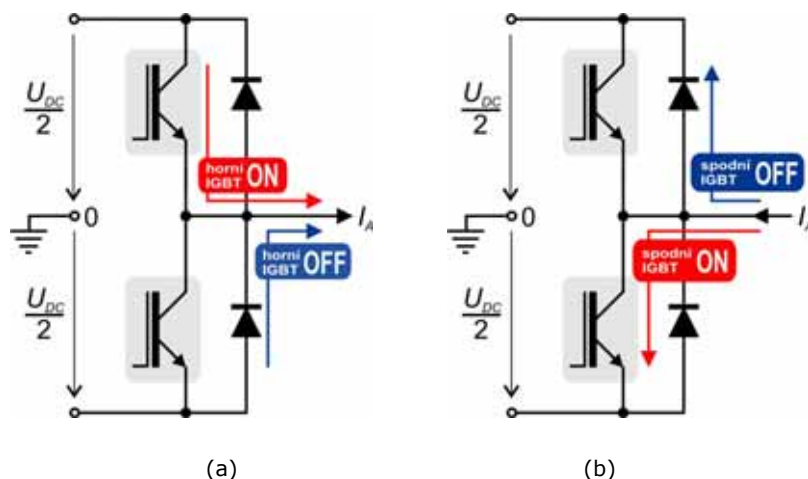 U_DC
2
horní
IGBT ON
0
I_A
horní
IGBT OFF
U_DC
2
(a)
U_DC
2
spodní
IGBT OFF
0
I_A
spodní
IGBT ON
U_DC
2
(b)